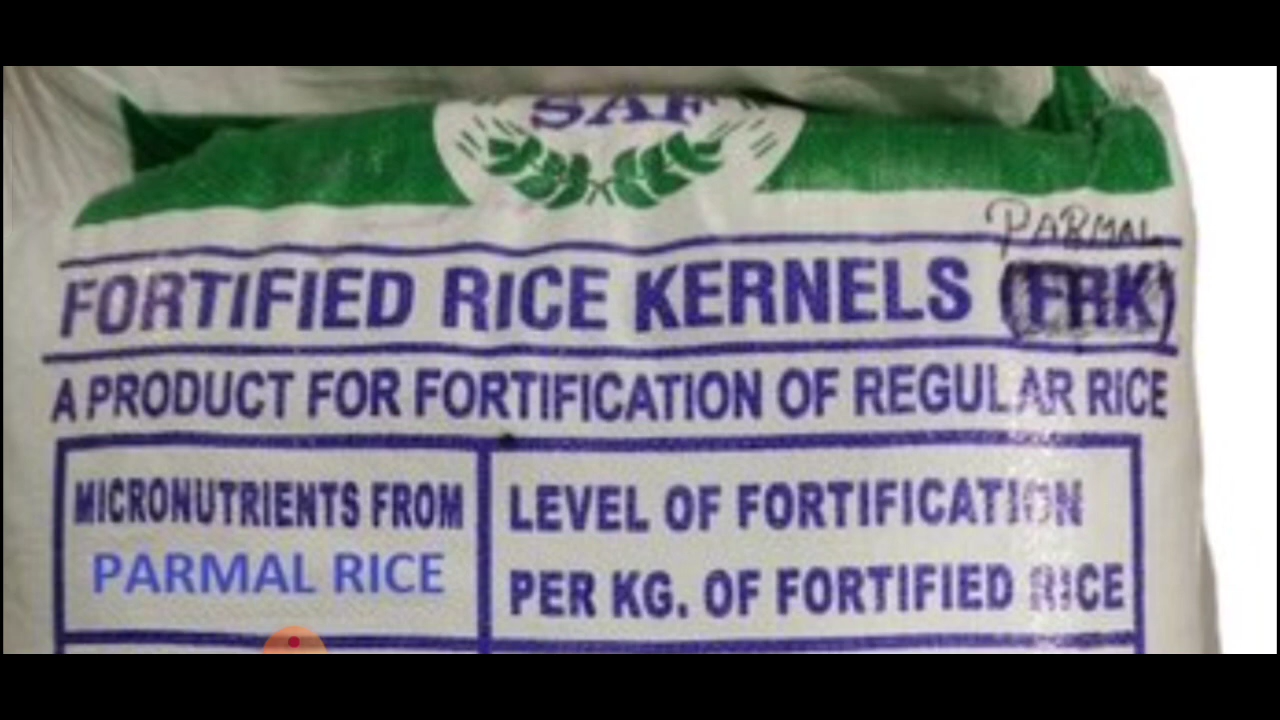 SAF
PARMAL
FORTIFIED RICE KERNELS (FRK)
A PRODUCT FOR FORTIFICATION OF REGULAR RICE
MICRONUTRIENTS FROM
PARMAL RICE
LEVEL OF FORTIFICATION
PER KG. OF FORTIFIED RICE